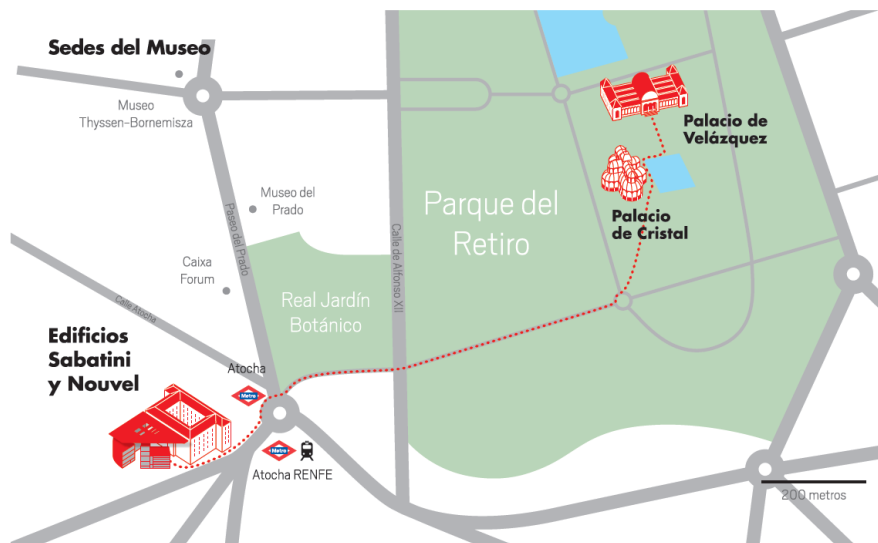 Sedes del Museo
Museo
Thyssen-Bornemisza
Palacio de
Velázquez
Museo del
Prado
Paseo del Prado
Parque del
Retiro
Palacio
de Cristal
Calle de Alfonso XII
Caixa
Forum
Real Jardín
Botánico
Calle Atocha
Edificios
Sabatini
y Nouvel
Atocha
Metro
Metro
Atocha RENFE
200 metros